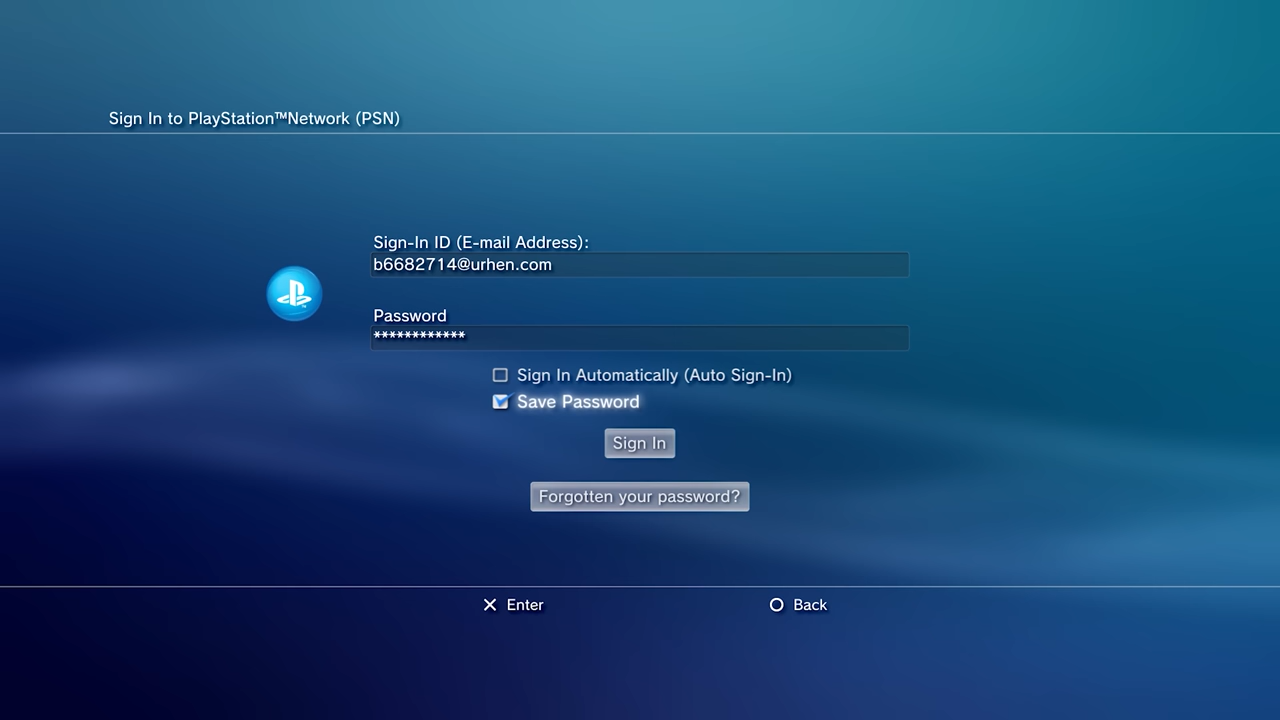 Sign In to PlayStation™Network (PSN)
Sign-In ID (E-mail Address):
b6682714@urhen.com
Password
************
Sign In Automatically (Auto Sign-In)
Save Password
Sign In
Forgotten your password?
Enter
Back